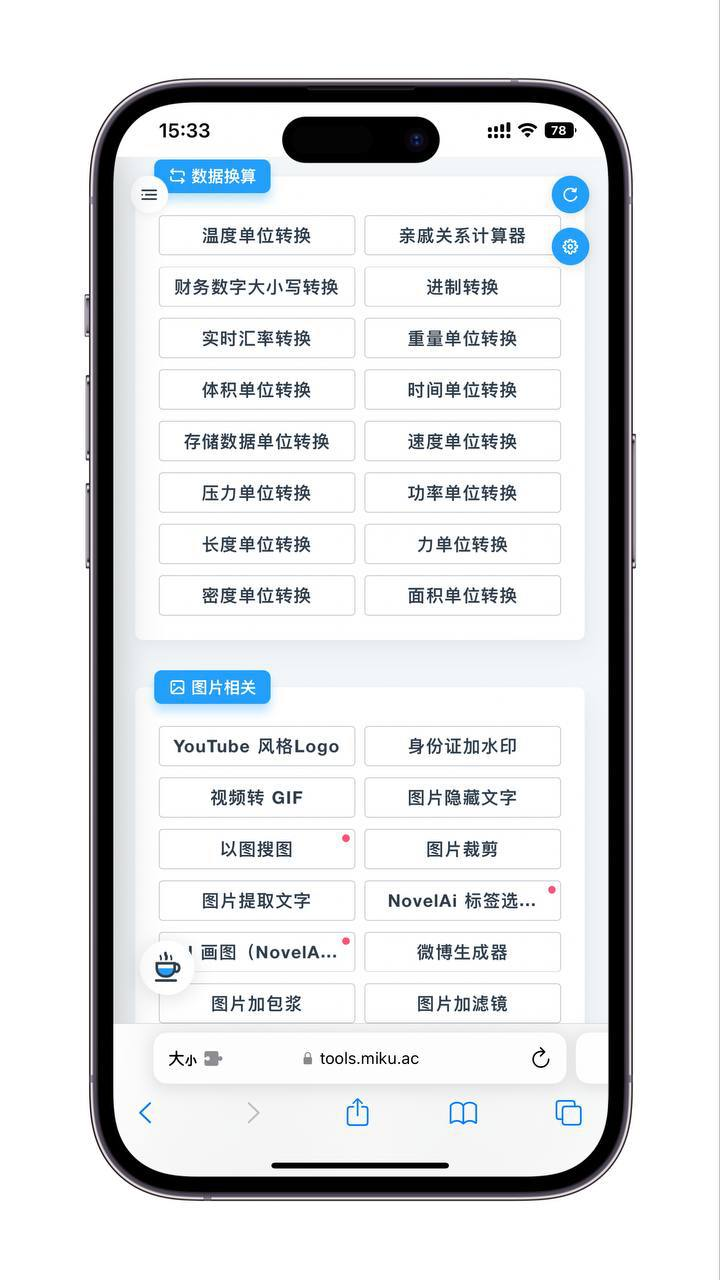 15:33
78
数据换算
温度单位转换
亲戚关系计算器
财务数字大小写转换
进制转换
实时汇率转换
重量单位转换
体积单位转换
时间单位转换
存储数据单位转换
速度单位转换
压力单位转换
功率单位转换
长度单位转换
力单位转换
密度单位转换
面积单位转换
图片相关
YouTube 风格Logo
身份证加水印
视频转 GIF
图片隐藏文字
以图搜图
图片裁剪
图片提取文字
NovelAi 标签选...
画图（NovelA...
微博生成器
图片加包浆
图片加滤镜
大小
tools.miku.ac